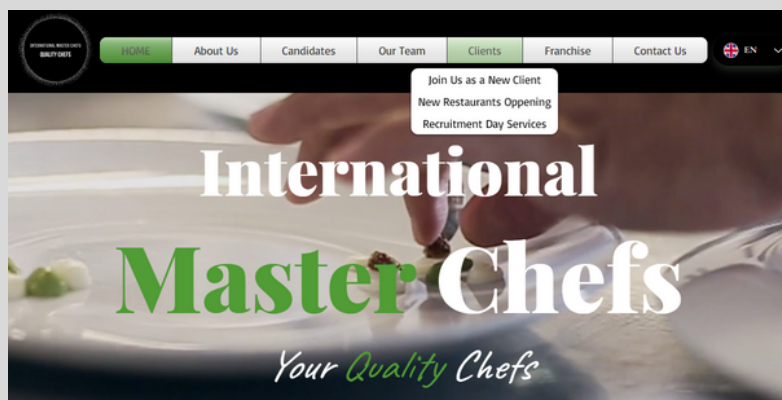 INTERNATIONAL MASTER CHEFS
QUALITY CHEFS
HOME
About Us
Candidates
Our Team
Clients
Franchise
Contact Us
EN
Join Us as a New Client
New Restaurants Oppening
Recruitment Day Services
International
Master Chefs
Your Quality Chefs